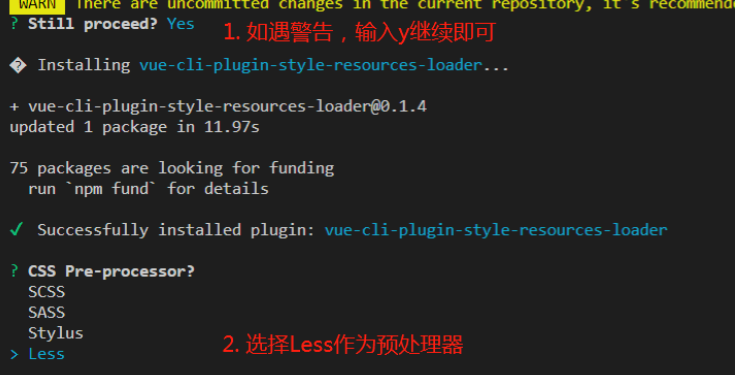 WARN There are uncommitted changes in the current repository, it's recommende
? Still proceed? Yes
1. 如遇警告，输入y继续即可
� Installing vue-cli-plugin-style-resources-loader...
+ vue-cli-plugin-style-resources-loader@0.1.4
updated 1 package in 11.97s
75 packages are looking for funding
run `npm fund` for details
✓ Successfully installed plugin: vue-cli-plugin-style-resources-loader
? CSS Pre-processor?
SCSS
SASS
Stylus
2. 选择Less作为预处理器
> Less